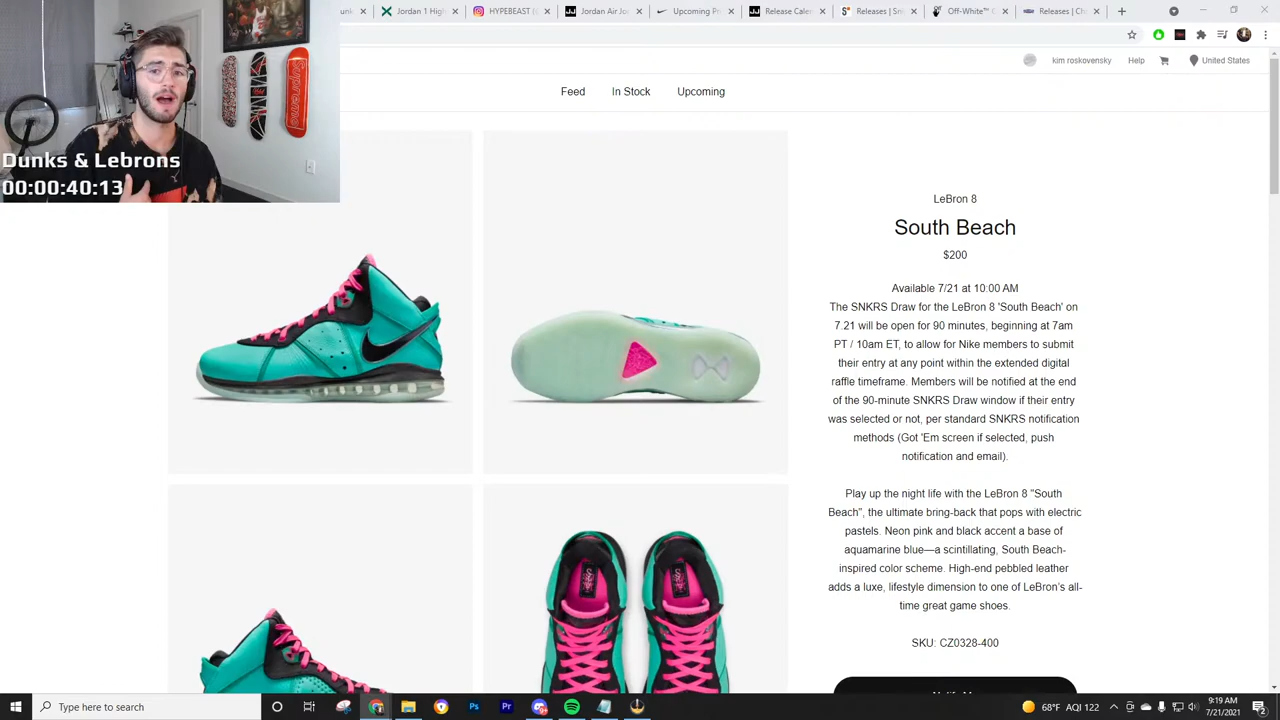 unk
Jordan 1 High
HYPEBEAST (
Jordan Air Jor
Upcoming Pr
Release Calen
Releases | Sni
Off-White™ C
Releases | Cha
kim roskovensky
Help
United States
Feed
In Stock
Upcoming
Supreme
Dunks & Lebrons
00:00:40:13
LeBron 8
South Beach
$200
Available 7/21 at 10:00 AM
The SNKRS Draw for the LeBron 8 'South Beach' on
7.21 will be open for 90 minutes, beginning at 7am
PT / 10am ET, to allow for Nike members to submit
their entry at any point within the extended digital
raffle timeframe. Members will be notified at the end
of the 90-minute SNKRS Draw window if their entry
was selected or not, per standard SNKRS notification
methods (Got 'Em screen if selected, push
notification and email).
Play up the night life with the LeBron 8 "South
Beach", the ultimate bring-back that pops with electric
pastels. Neon pink and black accent a base of
aquamarine blue—a scintillating, South Beach-
inspired color scheme. High-end pebbled leather
adds a luxe, lifestyle dimension to one of LeBron's all-
time great game shoes.
SKU: CZ0328-400
Type here to search
68°F AQI 122
9:19 AM
7/21/2021
2